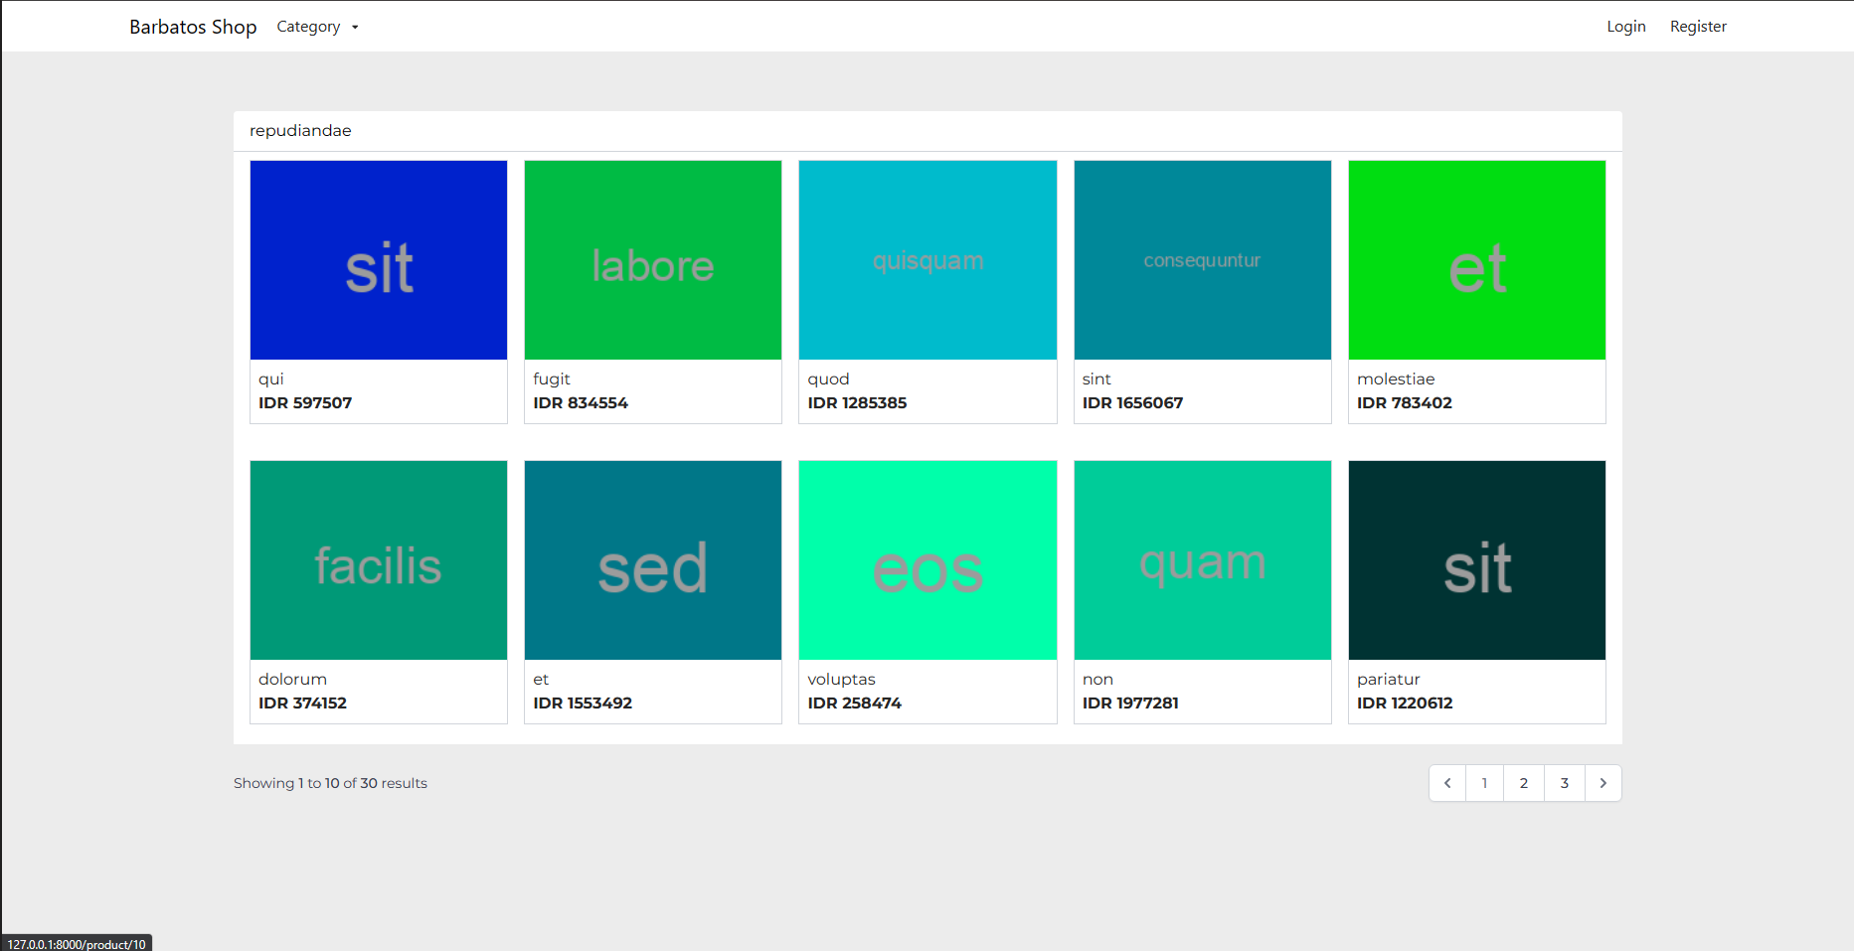 Barbatos Shop Category Login Register
repudiandae
sit labore quisquam consequuntur et
qui fugit quod sint molestiae
IDR 597507 IDR 834554 IDR 1285385 IDR 1656067 IDR 783402
facilis sed eos quam sit
dolorum et voluptas non pariatur
IDR 374152 IDR 1553492 IDR 258474 IDR 1977281 IDR 1220612
Showing 1 to 10 of 30 results 1 2 3
127.0.0.1:8000/product/10